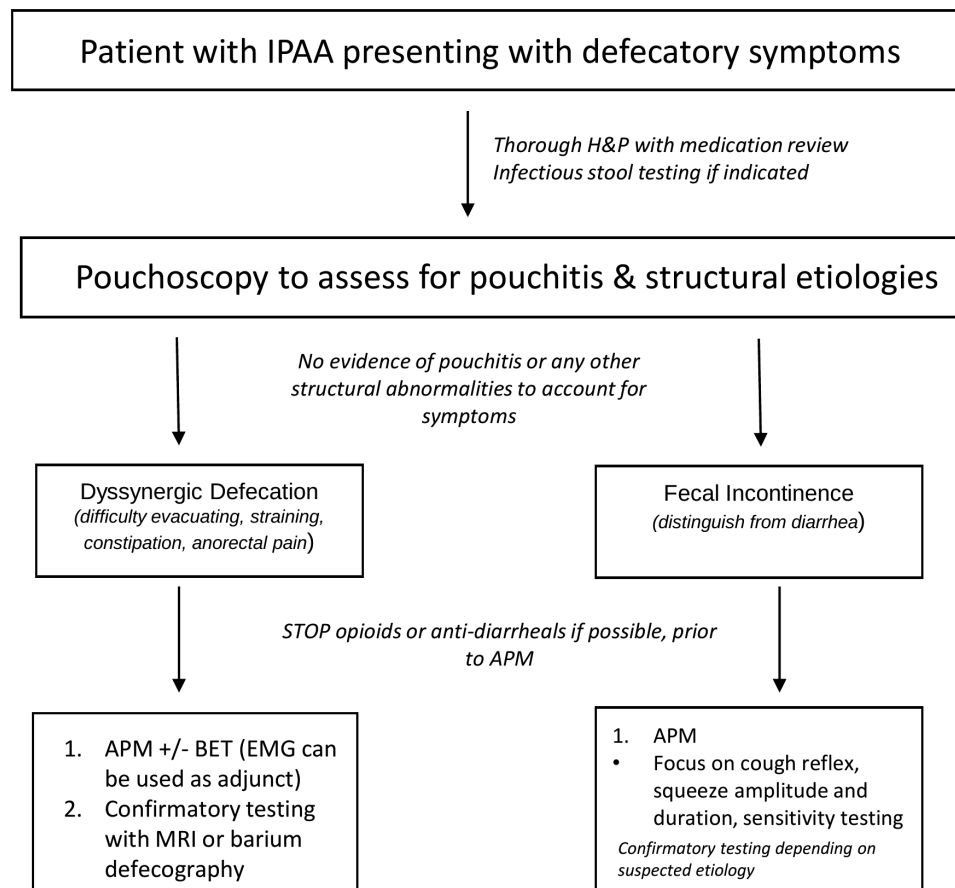 Patient with IPAA presenting with defecatory symptoms
Thorough H&P with medication review
Infectious stool testing if indicated
Pouchoscopy to assess for pouchitis & structural etiologies
No evidence of pouchitis or any other
structural abnormalities to account for
symptoms
Dyssynergic Defecation
(difficulty evacuating, straining,
constipation, anorectal pain)
Fecal Incontinence
(distinguish from diarrhea)
STOP opioids or anti-diarrheals if possible, prior
to APM
1. APM +/- BET (EMG can
be used as adjunct)
2. Confirmatory testing
with MRI or barium
defecography
1. APM
• Focus on cough reflex,
squeeze amplitude and
duration, sensitivity testing
Confirmatory testing depending on
suspected etiology